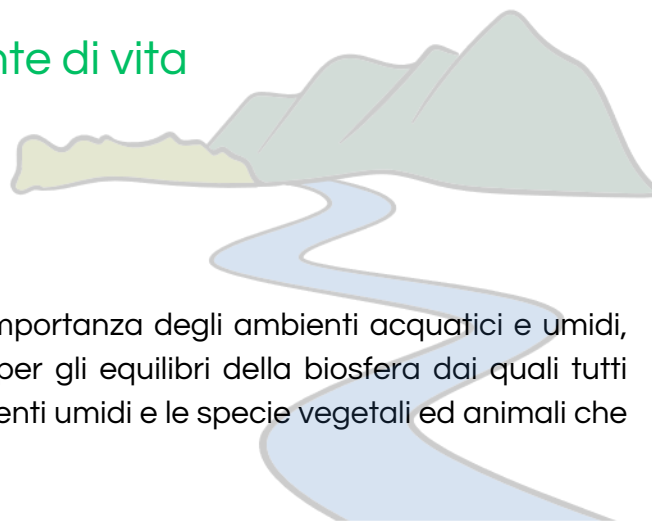 nte di vita
mportanza degli ambienti acquatici e umidi,
per gli equilibri della biosfera dai quali tutti
enti umidi e le specie vegetali ed animali che